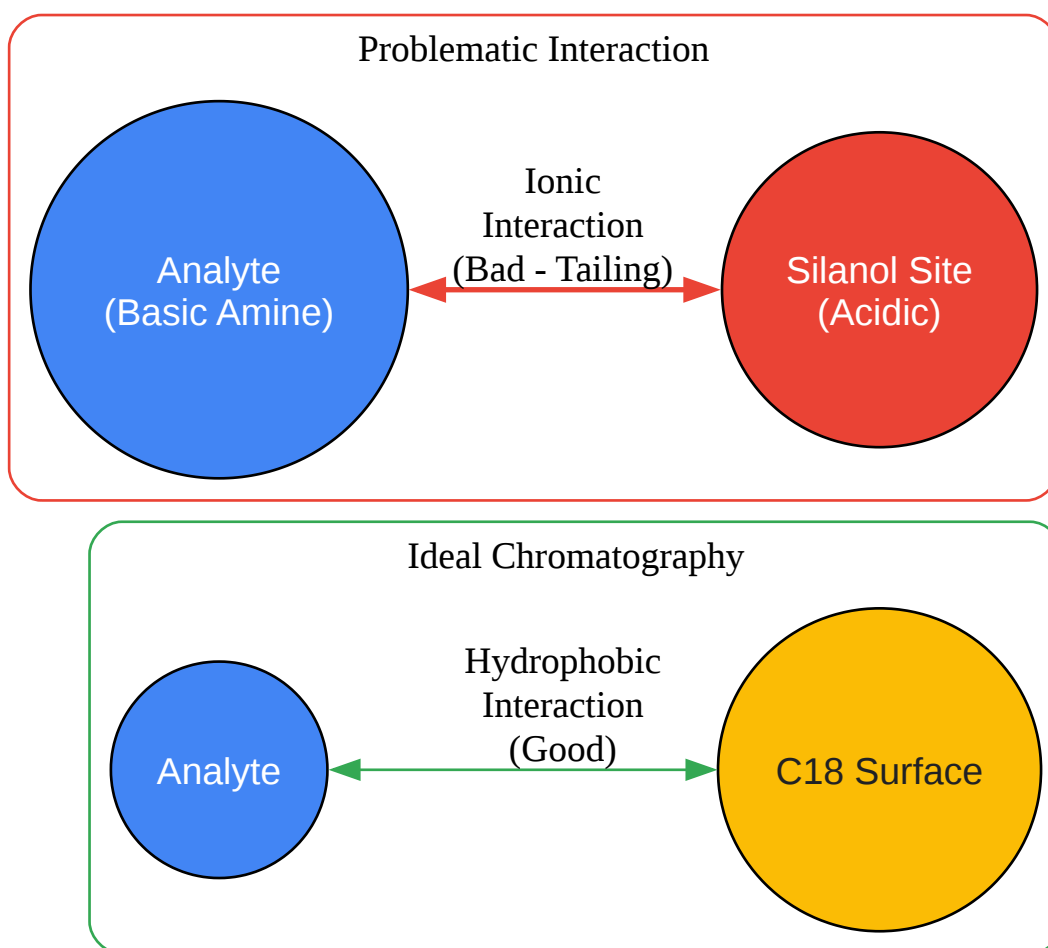 Problematic Interaction
Ionic
Interaction
(Bad - Tailing)
Analyte
(Basic Amine)
Silanol Site
(Acidic)
Ideal Chromatography
Hydrophobic
Interaction
(Good)
Analyte
C18 Surface